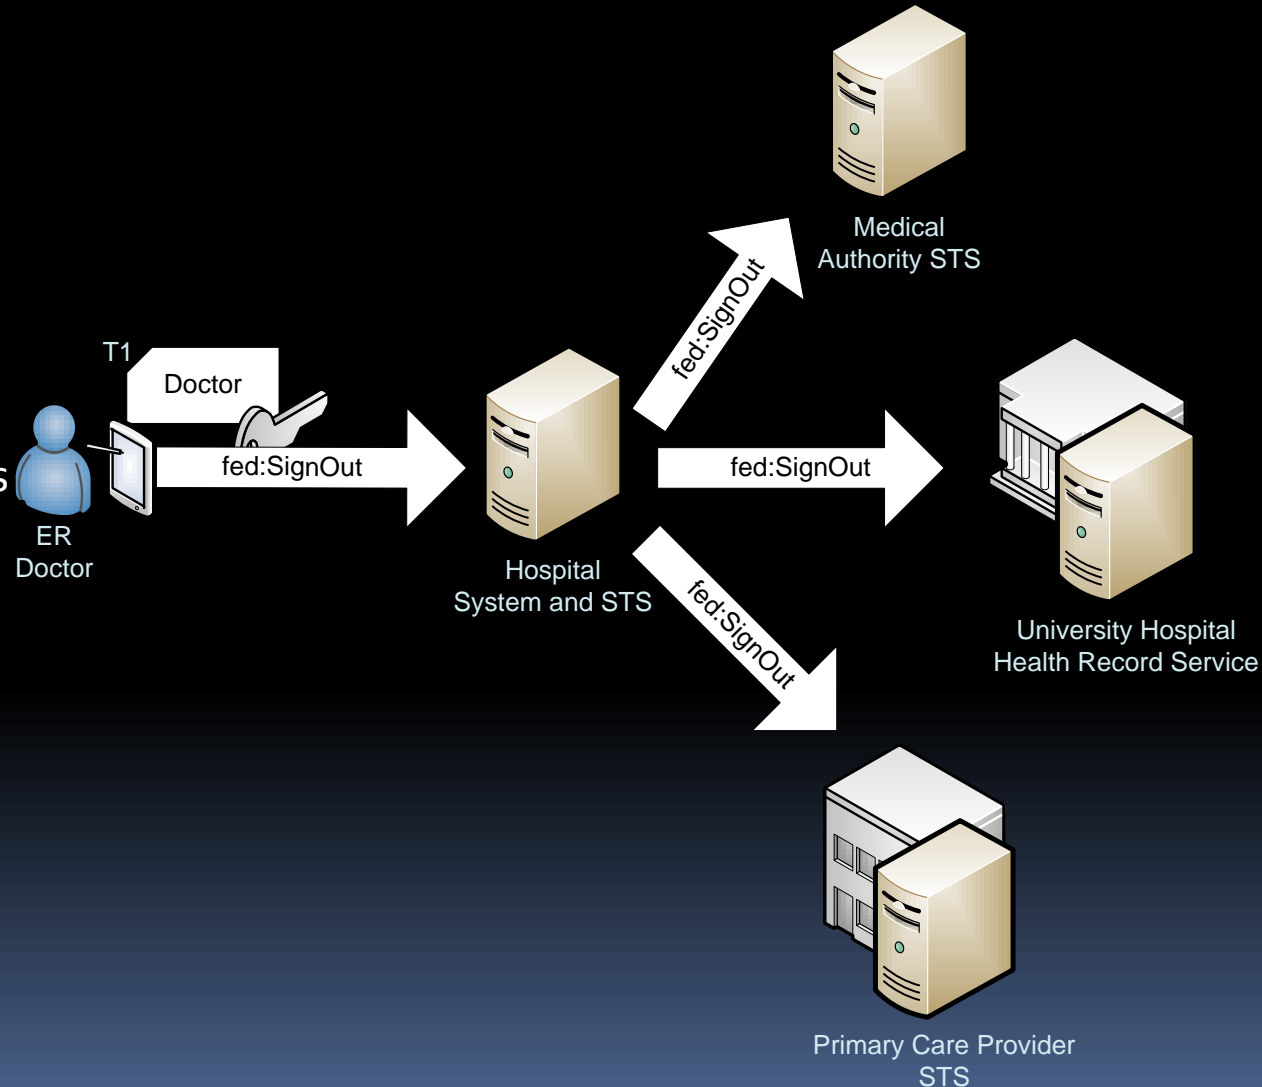 Medical
Authority STS
fed:SignOut
T1
Doctor
fed:SignOut
fed:SignOut
s
ER
Doctor
Hospital
System and STS
fed:SignOut
University Hospital
Health Record Service
Primary Care Provider
STS